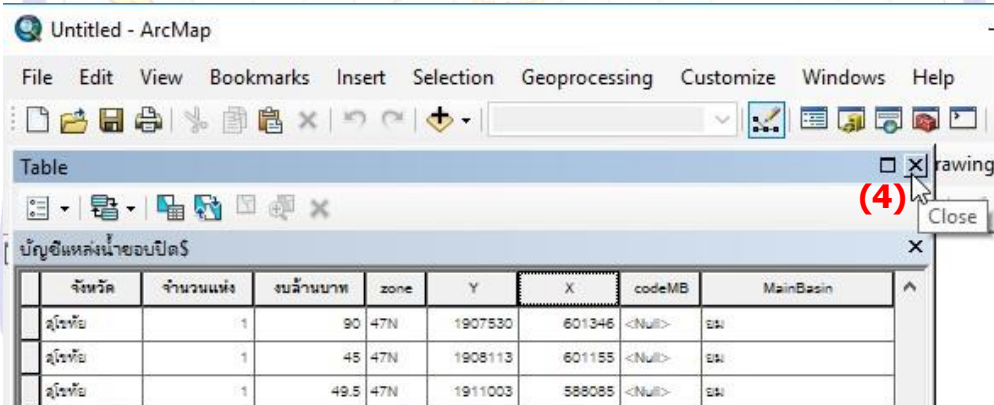 Untitled - ArcMap
File Edit View Bookmarks Insert Selection Geoprocessing Customize Windows Help
Table
rawing
(4)
Close
บัญชีแหล่งน้ำขอบปิด$
จังหวัด จำนวนแห่ง งบล้านบาท zone Y X codeMB MainBasin
สุโขทัย 1 90 47N 1907530 601346 <Null> ยม
สุโขทัย 1 45 47N 1908113 601155 <Null> ยม
สุโขทัย 1 49.5 47N 1911003 588085 <Null> ยม